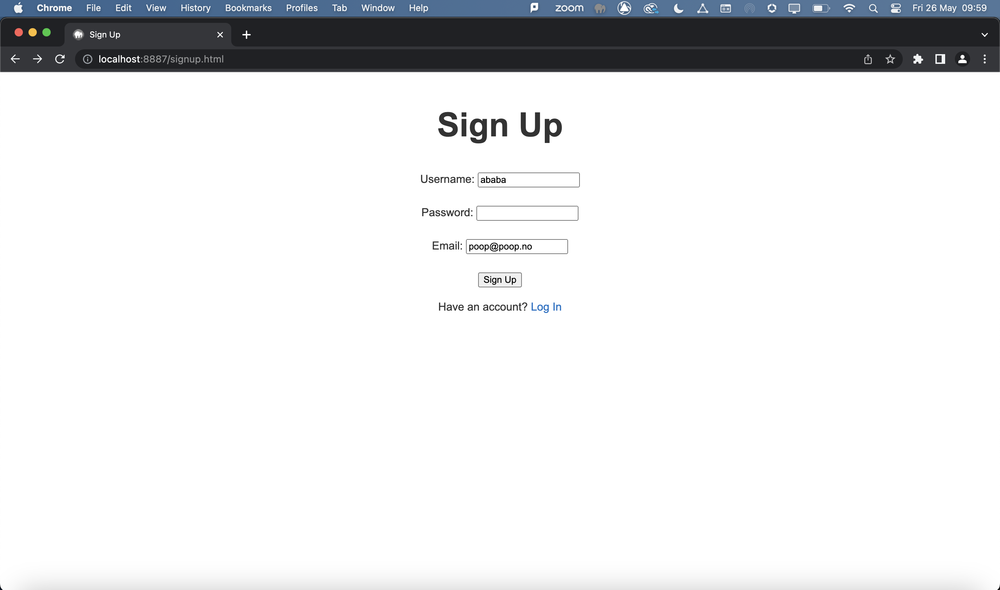 Chrome File Edit View History Bookmarks Profiles Tab Window Help zoom Fri 26 May 09:59
Sign Up
localhost:8887/signup.html
Sign Up
Username: ababa
Password:
Email: poop@poop.no
Sign Up
Have an account? Log In